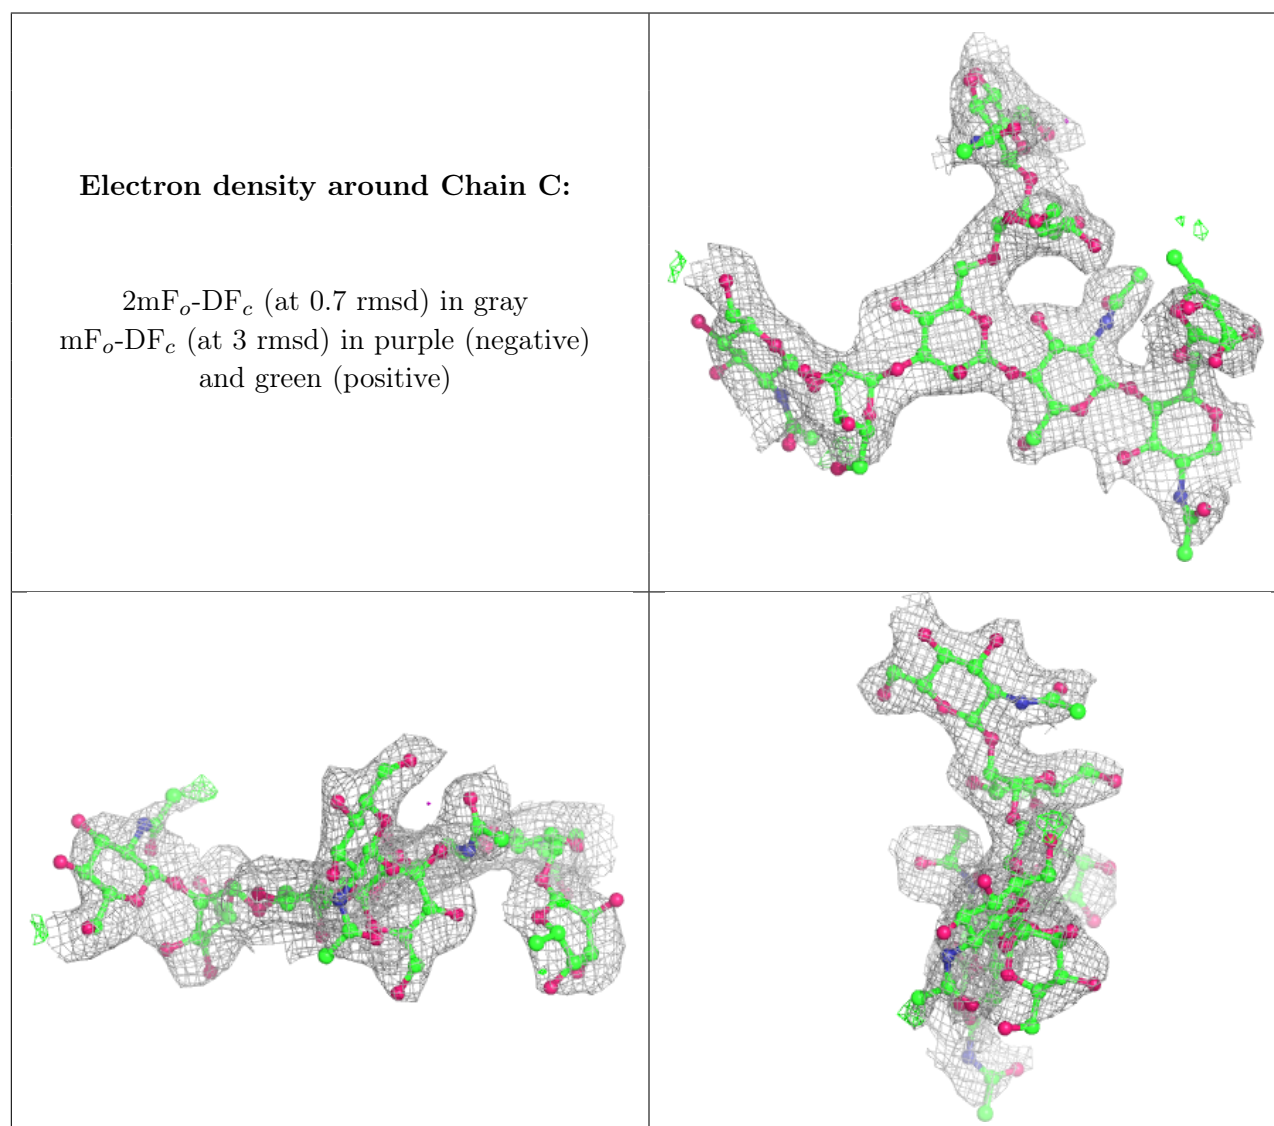 Electron density around Chain C:
2mFo-DFc (at 0.7 rmsd) in gray
mFo-DFc (at 3 rmsd) in purple (negative)
and green (positive)